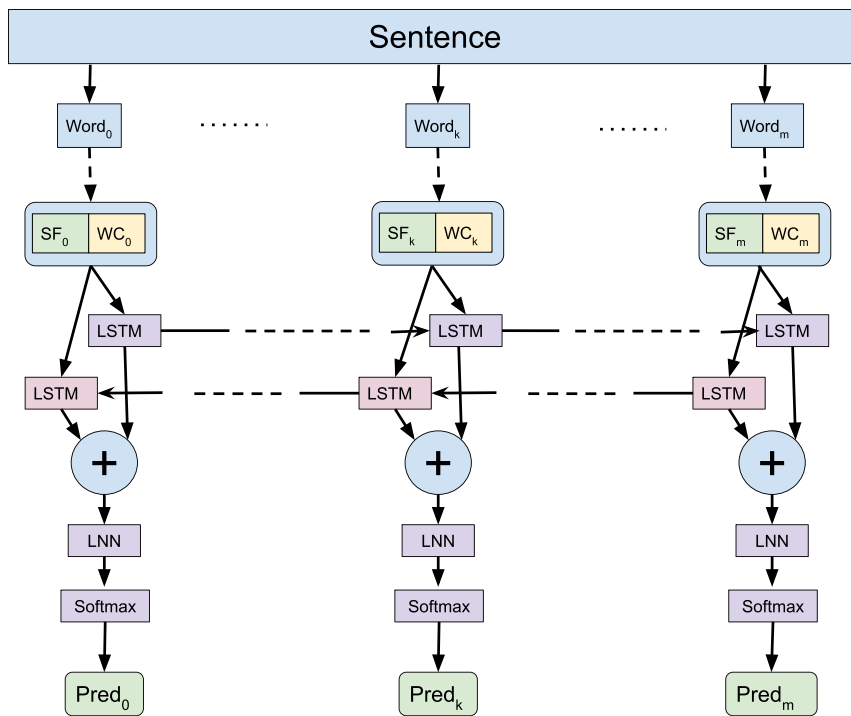 Sentence
Word0 Wordk Wordm
SF0 WC0 SFk WCk SFm WCm
LSTM LSTM LSTM
LSTM LSTM LSTM
+ + +
LNN LNN LNN
Softmax Softmax Softmax
Pred0 Predk Predm